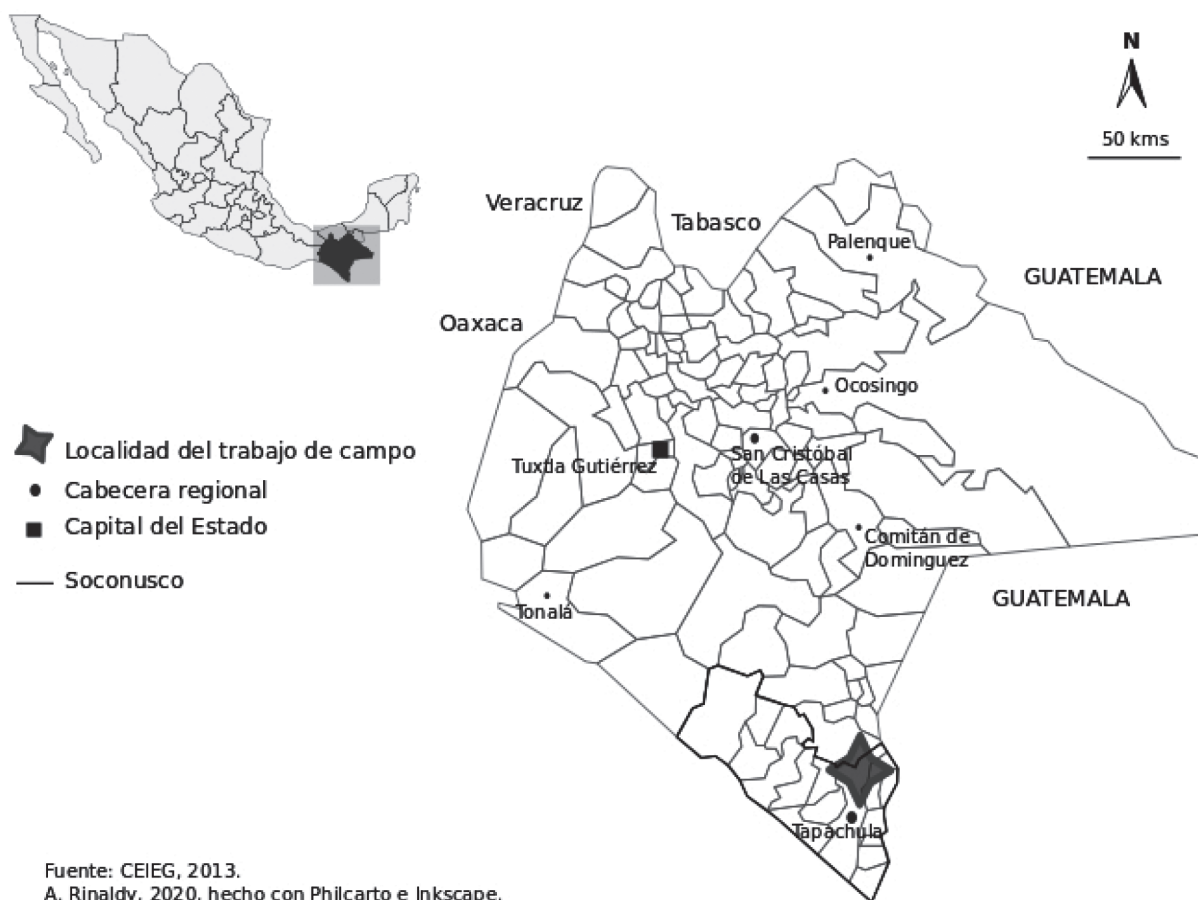 N
50 kms
Veracruz
Tabasco
Palenque
GUATEMALA
Oaxaca
Ocosingo
Localidad del trabajo de campo
Cabecera regional
Capital del Estado
Soconusco
Tuxtla Gutiérrez
San Cristóbal
de Las Casas
Comitán de
Dominguez
GUATEMALA
Tonalá
Tapachula
Fuente: CEIEG, 2013.
A. Rinaldy, 2020, hecho con Philcarto e Inkscape.